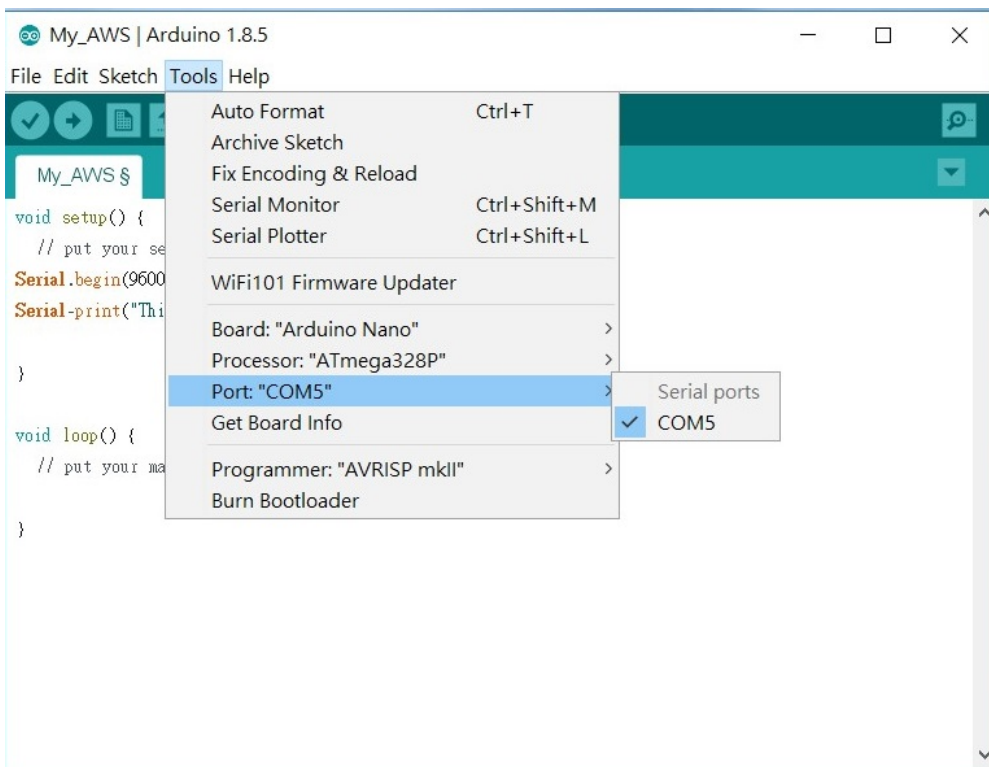 My_AWS | Arduino 1.8.5
File Edit Sketch Tools Help
Auto Format Ctrl+T
Archive Sketch
Fix Encoding & Reload
Serial Monitor Ctrl+Shift+M
Serial Plotter Ctrl+Shift+L
WiFi101 Firmware Updater
Board: "Arduino Nano"
Processor: "ATmega328P"
Port: "COM5"
Get Board Info
Programmer: "AVRISP mkII"
Burn Bootloader
Serial ports
COM5
My_AWS §
void setup() {
// put your se
Serial.begin(9600
Serial-print("Thi
}
void loop() {
// put your ma
}